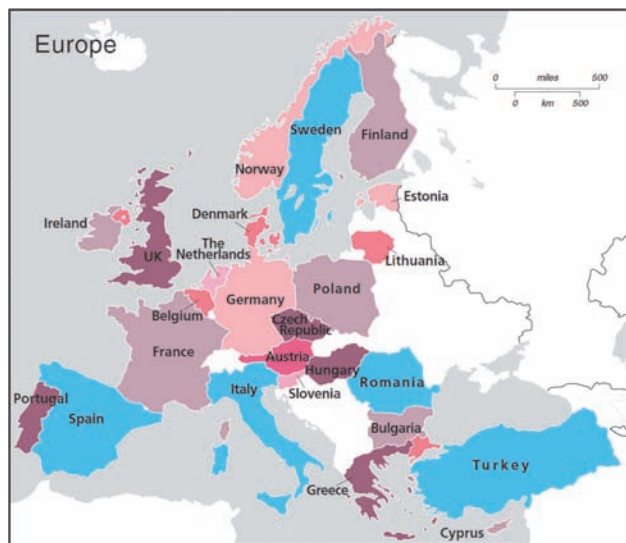 Europe
0 miles 500
0 km 500
Sweden
Finland
Norway
Estonia
Denmark
Ireland
The
Netherlands
Lithuania
UK
Poland
Germany
Belgium
Czech
Republic
France
Austria
Hungary
Romania
Italy
Slovenia
Portugal
Spain
Bulgaria
Turkey
Greece
Cyprus